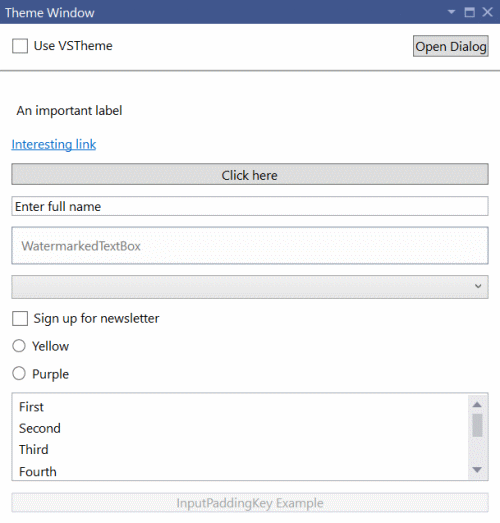 Theme Window
Use VSTheme
Open Dialog
An important label
Interesting link
Click here
Enter full name
WatermarkedTextBox
Sign up for newsletter
Yellow
Purple
First
Second
Third
Fourth
InputPaddingKey Example